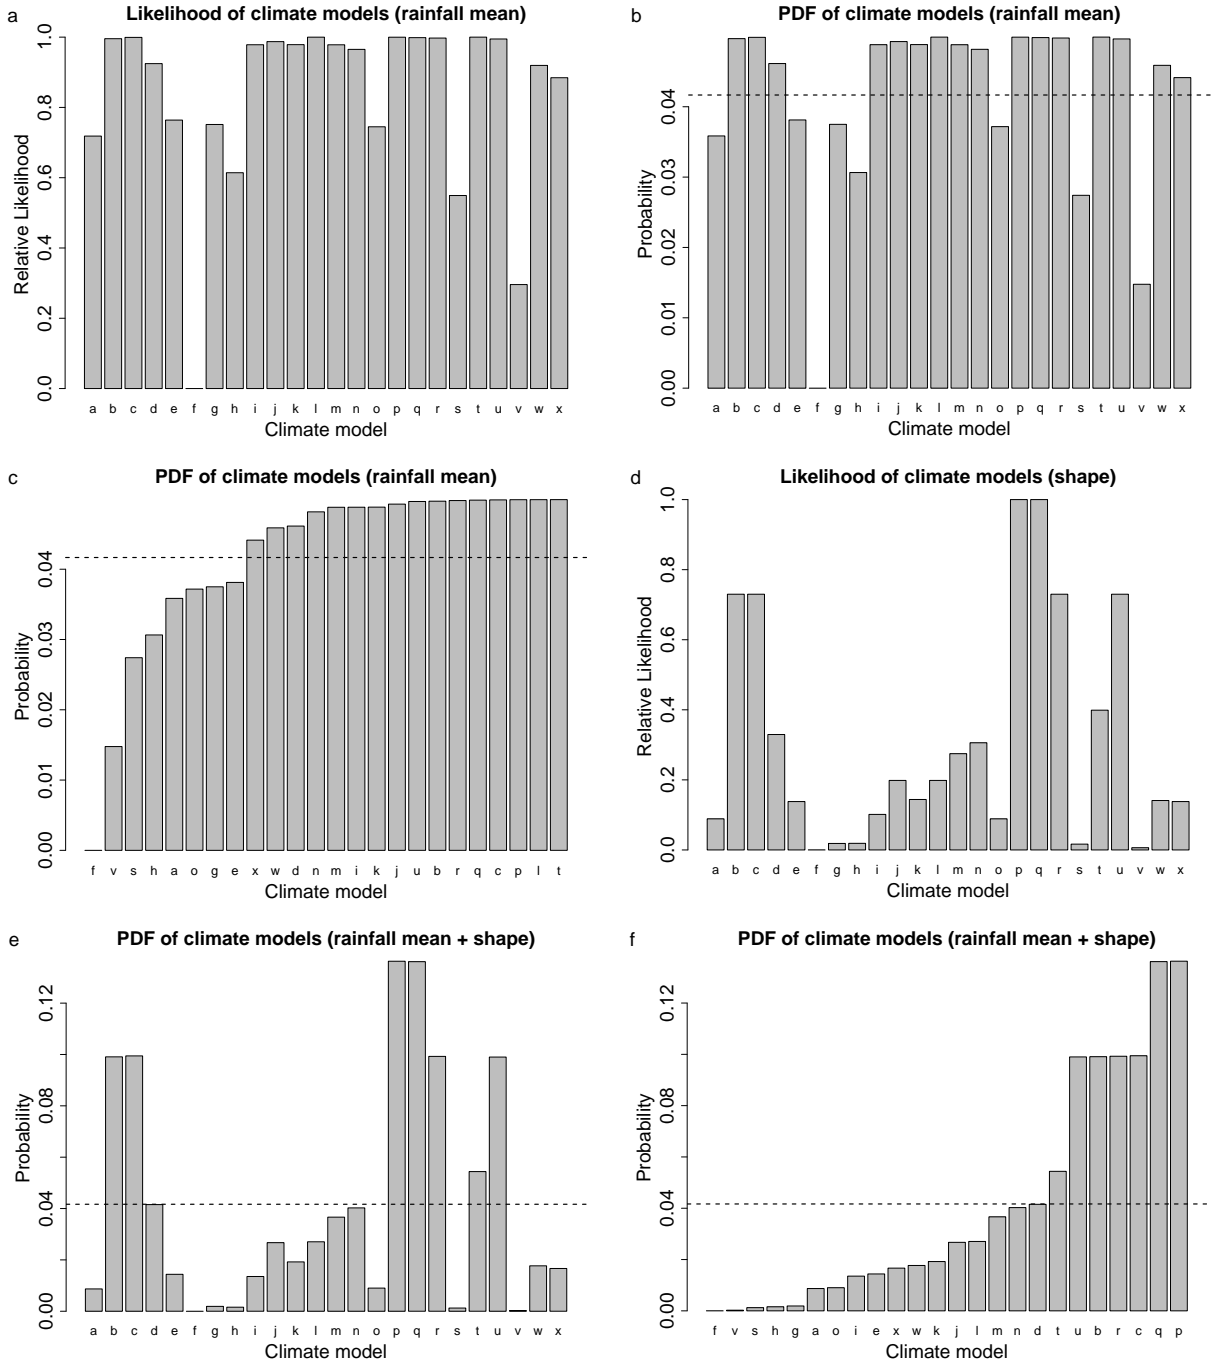 a
Likelihood of climate models (rainfall mean)
Relative Likelihood
0.0 0.2 0.4 0.6 0.8 1.0
a b c d e f g h i j k l m n o p q r s t u v w x
Climate model
b
PDF of climate models (rainfall mean)
Probability
0.00 0.01 0.02 0.03 0.04
a b c d e f g h i j k l m n o p q r s t u v w x
Climate model
c
PDF of climate models (rainfall mean)
Probability
0.00 0.01 0.02 0.03 0.04
f v s h a o g e x w d n m i k j u b r q c p l t
Climate model
d
Likelihood of climate models (shape)
Relative Likelihood
0.0 0.2 0.4 0.6 0.8 1.0
a b c d e f g h i j k l m n o p q r s t u v w x
Climate model
e
PDF of climate models (rainfall mean + shape)
Probability
0.00 0.04 0.08 0.12
a b c d e f g h i j k l m n o p q r s t u v w x
Climate model
f
PDF of climate models (rainfall mean + shape)
Probability
0.00 0.04 0.08 0.12
f v s h g a o i e x w k j l m n d t u b r c q p
Climate model